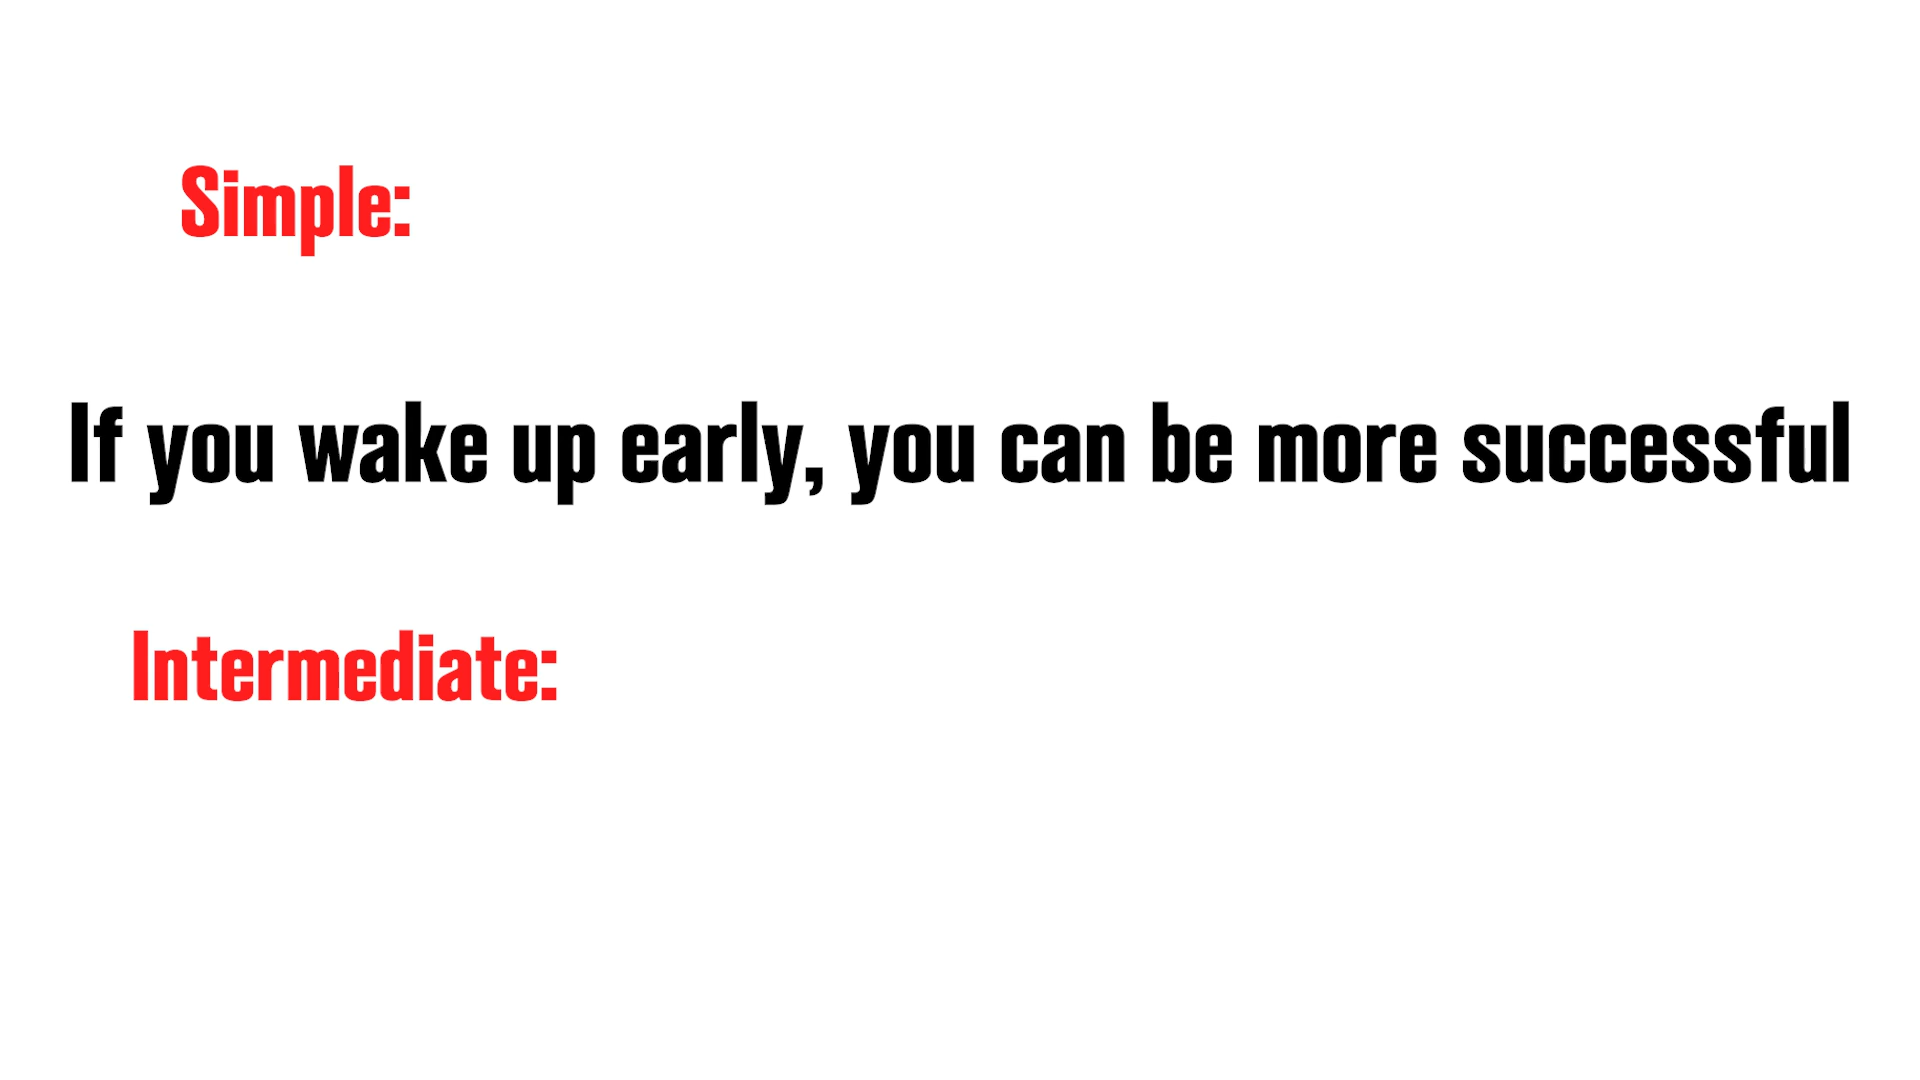 Simple:
If you wake up early, you can be more successful
Intermediate: